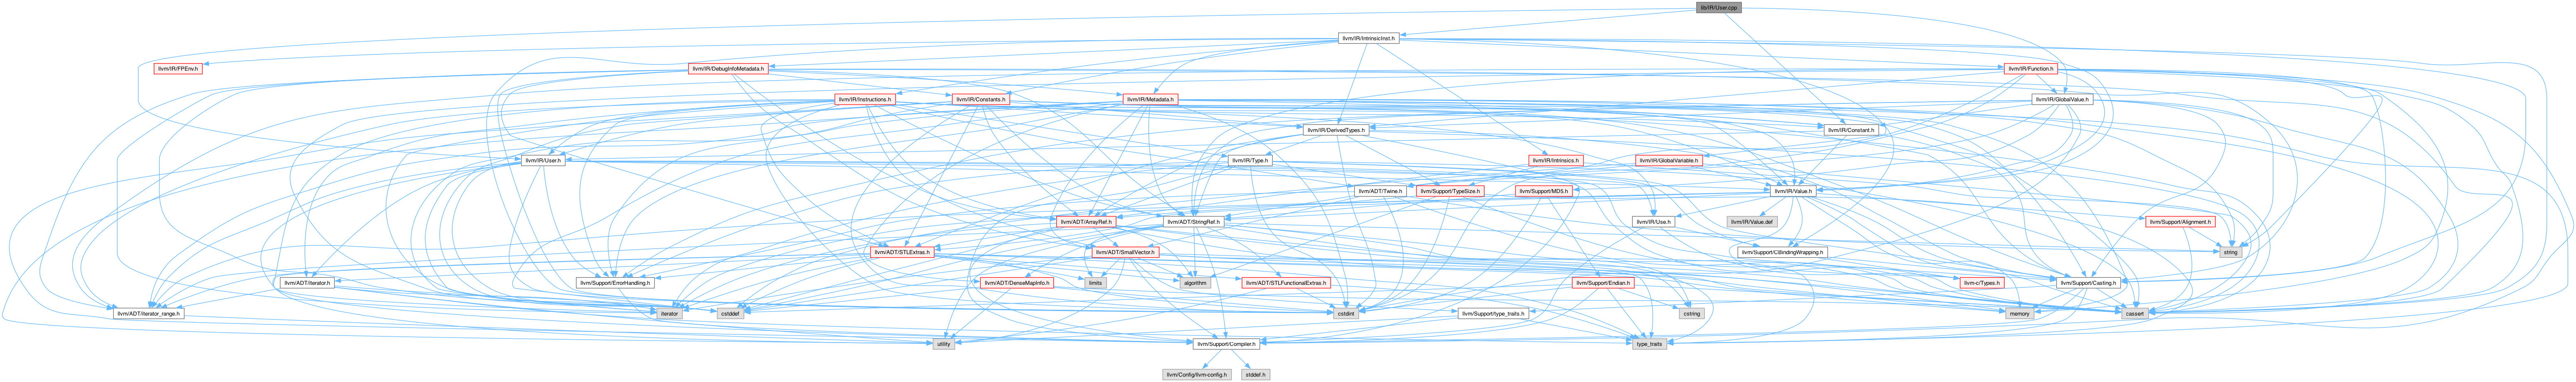 lib/IR/User.cpp
llvm/IR/IntrinsicInst.h
llvm/IR/FPEnv.h
llvm/IR/DebugInfoMetadata.h
llvm/IR/Function.h
llvm/IR/Instructions.h
llvm/IR/Constants.h
llvm/IR/Metadata.h
llvm/IR/GlobalValue.h
llvm/IR/DerivedTypes.h
llvm/IR/Constant.h
llvm/IR/User.h
llvm/IR/Type.h
llvm/IR/Intrinsics.h
llvm/IR/GlobalVariable.h
llvm/ADT/Twine.h
llvm/Support/TypeSize.h
llvm/Support/MD5.h
llvm/IR/Value.h
llvm/ADT/ArrayRef.h
llvm/ADT/StringRef.h
llvm/IR/Use.h
llvm/IR/Value.def
llvm/Support/Alignment.h
llvm/ADT/STLExtras.h
llvm/ADT/SmallVector.h
llvm/Support/CBindingWrapping.h
string
llvm/ADT/iterator.h
llvm/Support/ErrorHandling.h
llvm/ADT/DenseMapInfo.h
limits
algorithm
llvm/ADT/STLFunctionalExtras.h
llvm/Support/Endian.h
llvm-c/Types.h
llvm/Support/Casting.h
llvm/ADT/iterator_range.h
iterator
cstddef
cstdint
llvm/Support/type_traits.h
cstring
memory
cassert
utility
llvm/Support/Compiler.h
type_traits
llvm/Config/llvm-config.h
stddef.h